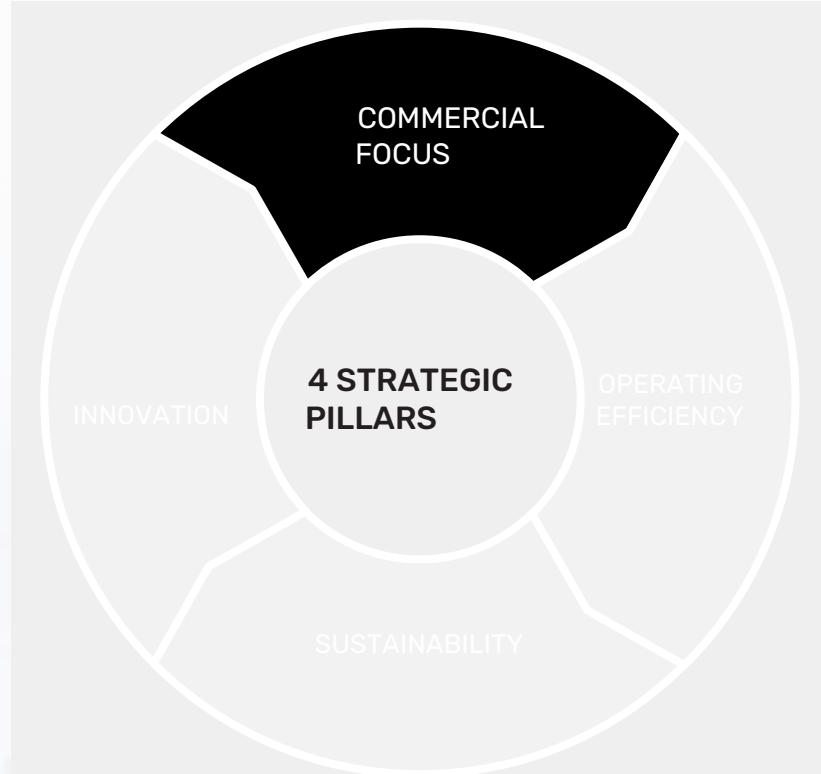 COMMERCIAL
FOCUS
4 STRATEGIC
PILLARS
OPERATING
EFFICIENCY
INNOVATION
SUSTAINABILITY